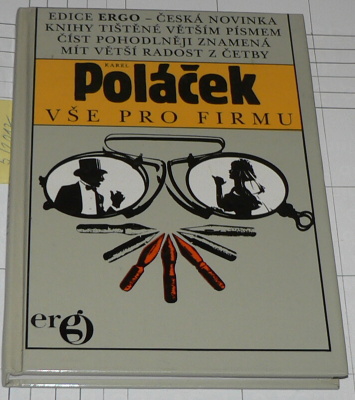 EDICE ERGO – ČESKÁ NOVINKA
KNIHY TIŠTĚNÉ VĚTŠÍM PÍSMEM
ČÍST POHODLNĚJI ZNAMENÁ
MÍT VĚTŠÍ RADOST Z ČETBY
KAREL
Poláček
VŠE PRO FIRMU
ergo